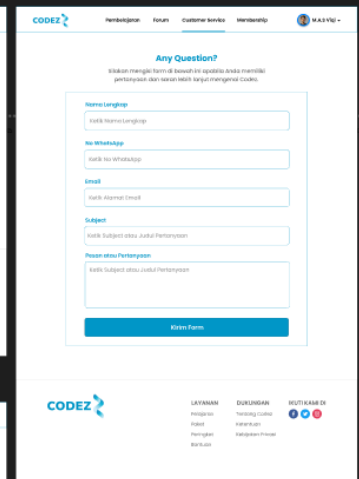 CODEZ
Pembelajaran Forum Customer Service Membership M.A.S Viqi
Any Question?
Silakan mengisi form di bawah ini apabila Anda memiliki
pertanyaan dan saran lebih lanjut mengenai Codez.
Nama Lengkap
Ketik Nama Lengkap
No WhatsApp
Ketik No WhatsApp
Email
Ketik Alamat Email
Subject
Ketik Subject atau Judul Pertanyaan
Pesan atau Pertanyaan
Ketik Subject atau Judul Pertanyaan
Kirim Form
CODEZ
LAYANAN DUKUNGAN IKUTI KAMI DI
Pelajaran Tentang Codez
Paket Ketentuan
Peringkat Kebijakan Privasi
Bantuan